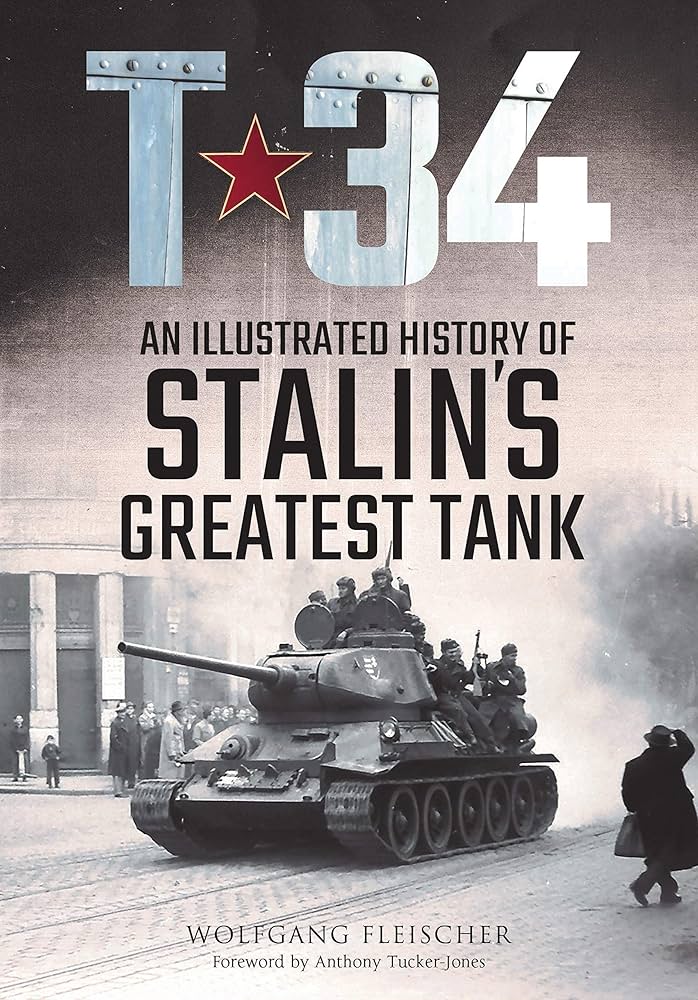 T★34
AN ILLUSTRATED HISTORY OF
STALIN'S
GREATEST TANK
WOLFGANG FLEISCHER
Foreword by Anthony Tucker-Jones